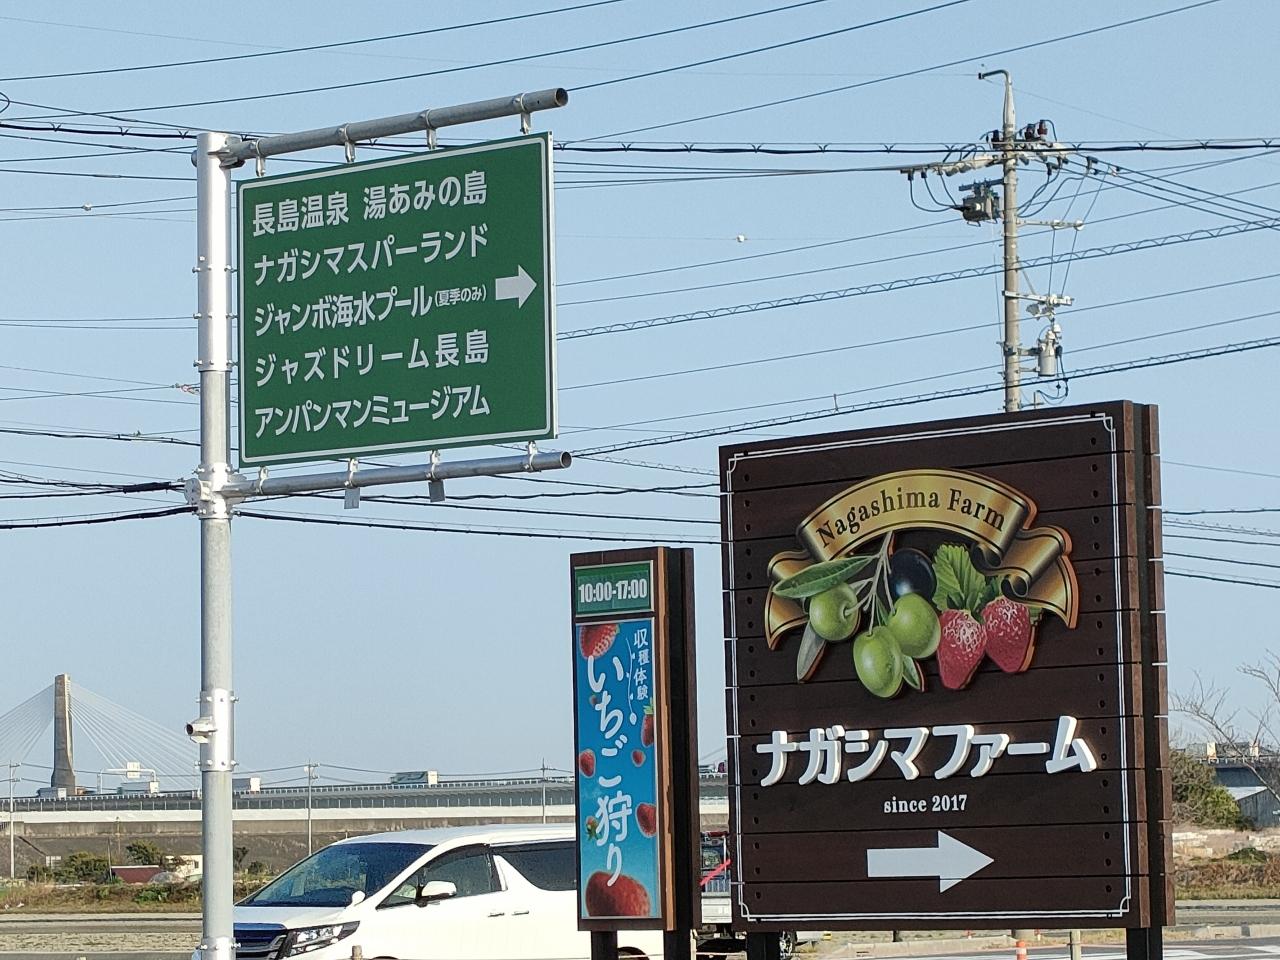 長島温泉 湯あみの島
ナガシマスパーランド
ジャンボ海水プール(夏季のみ)
ジャズドリーム長島
アンパンマンミュージアム
10:00-17:00
収穫体験
いちご狩り
Nagashima Farm
ナガシマファーム
since 2017